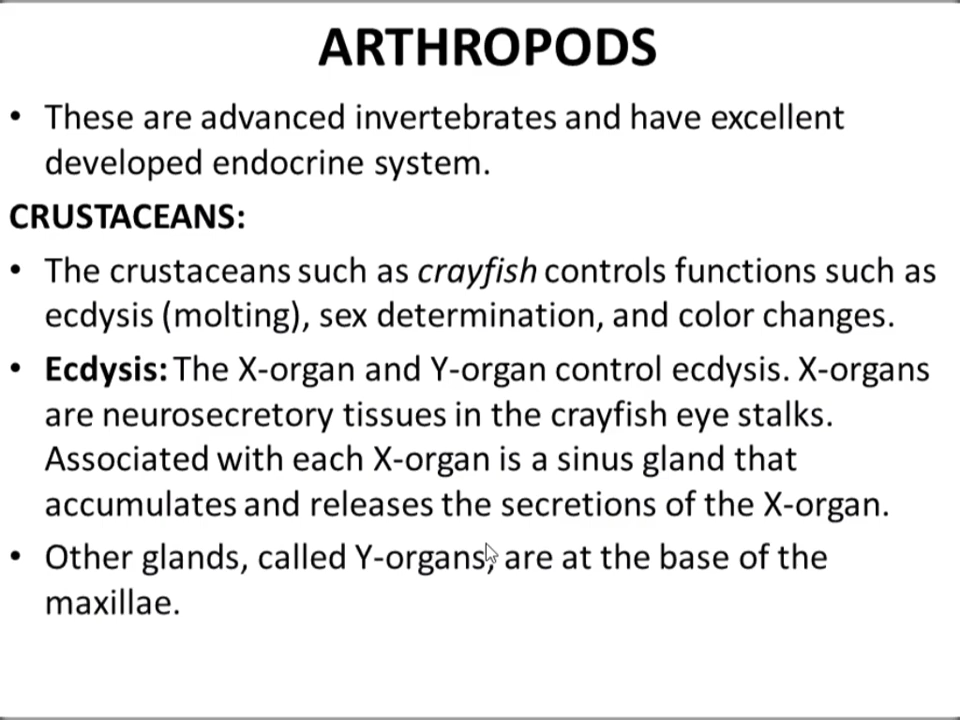 ARTHROPODS
• These are advanced invertebrates and have excellent
developed endocrine system.
CRUSTACEANS:
• The crustaceans such as crayfish controls functions such as
ecdysis (molting), sex determination, and color changes.
• Ecdysis: The X-organ and Y-organ control ecdysis. X-organs
are neurosecretory tissues in the crayfish eye stalks.
Associated with each X-organ is a sinus gland that
accumulates and releases the secretions of the X-organ.
• Other glands, called Y-organs, are at the base of the
maxillae.